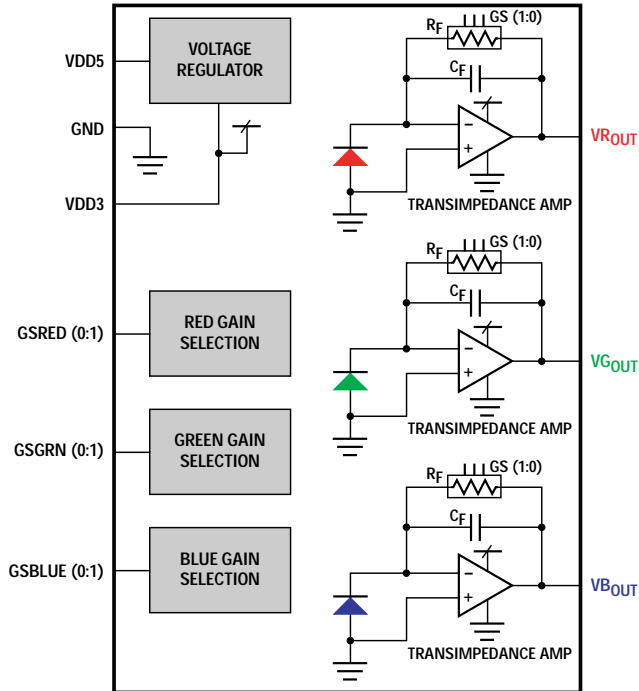 VDD5
GND
VDD3
VOLTAGE
REGULATOR
GSRED (0:1)
RED GAIN
SELECTION
GSGRN (0:1)
GREEN GAIN
SELECTION
GSBLUE (0:1)
BLUE GAIN
SELECTION
RF
GS (1:0)
CF
−
+
VROUT
TRANSIMPEDANCE AMP
RF
GS (1:0)
CF
−
+
VGOUT
TRANSIMPEDANCE AMP
RF
GS (1:0)
CF
−
+
VBOUT
TRANSIMPEDANCE AMP